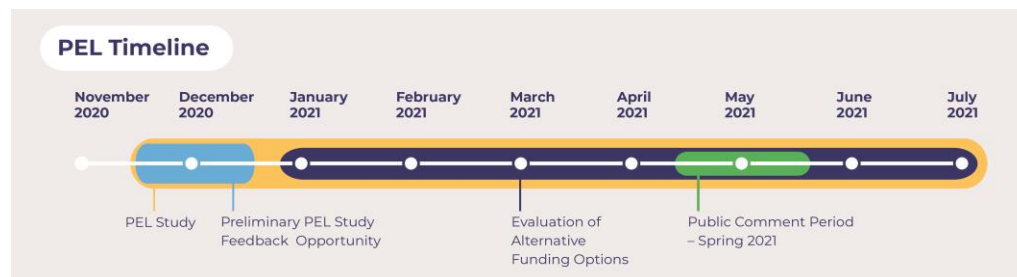 PEL Timeline
November December January February March April May June July
2020 2020 2021 2021 2021 2021 2021 2021 2021
PEL Study
Preliminary PEL Study
Feedback Opportunity
Evaluation of
Alternative
Funding Options
Public Comment Period
– Spring 2021